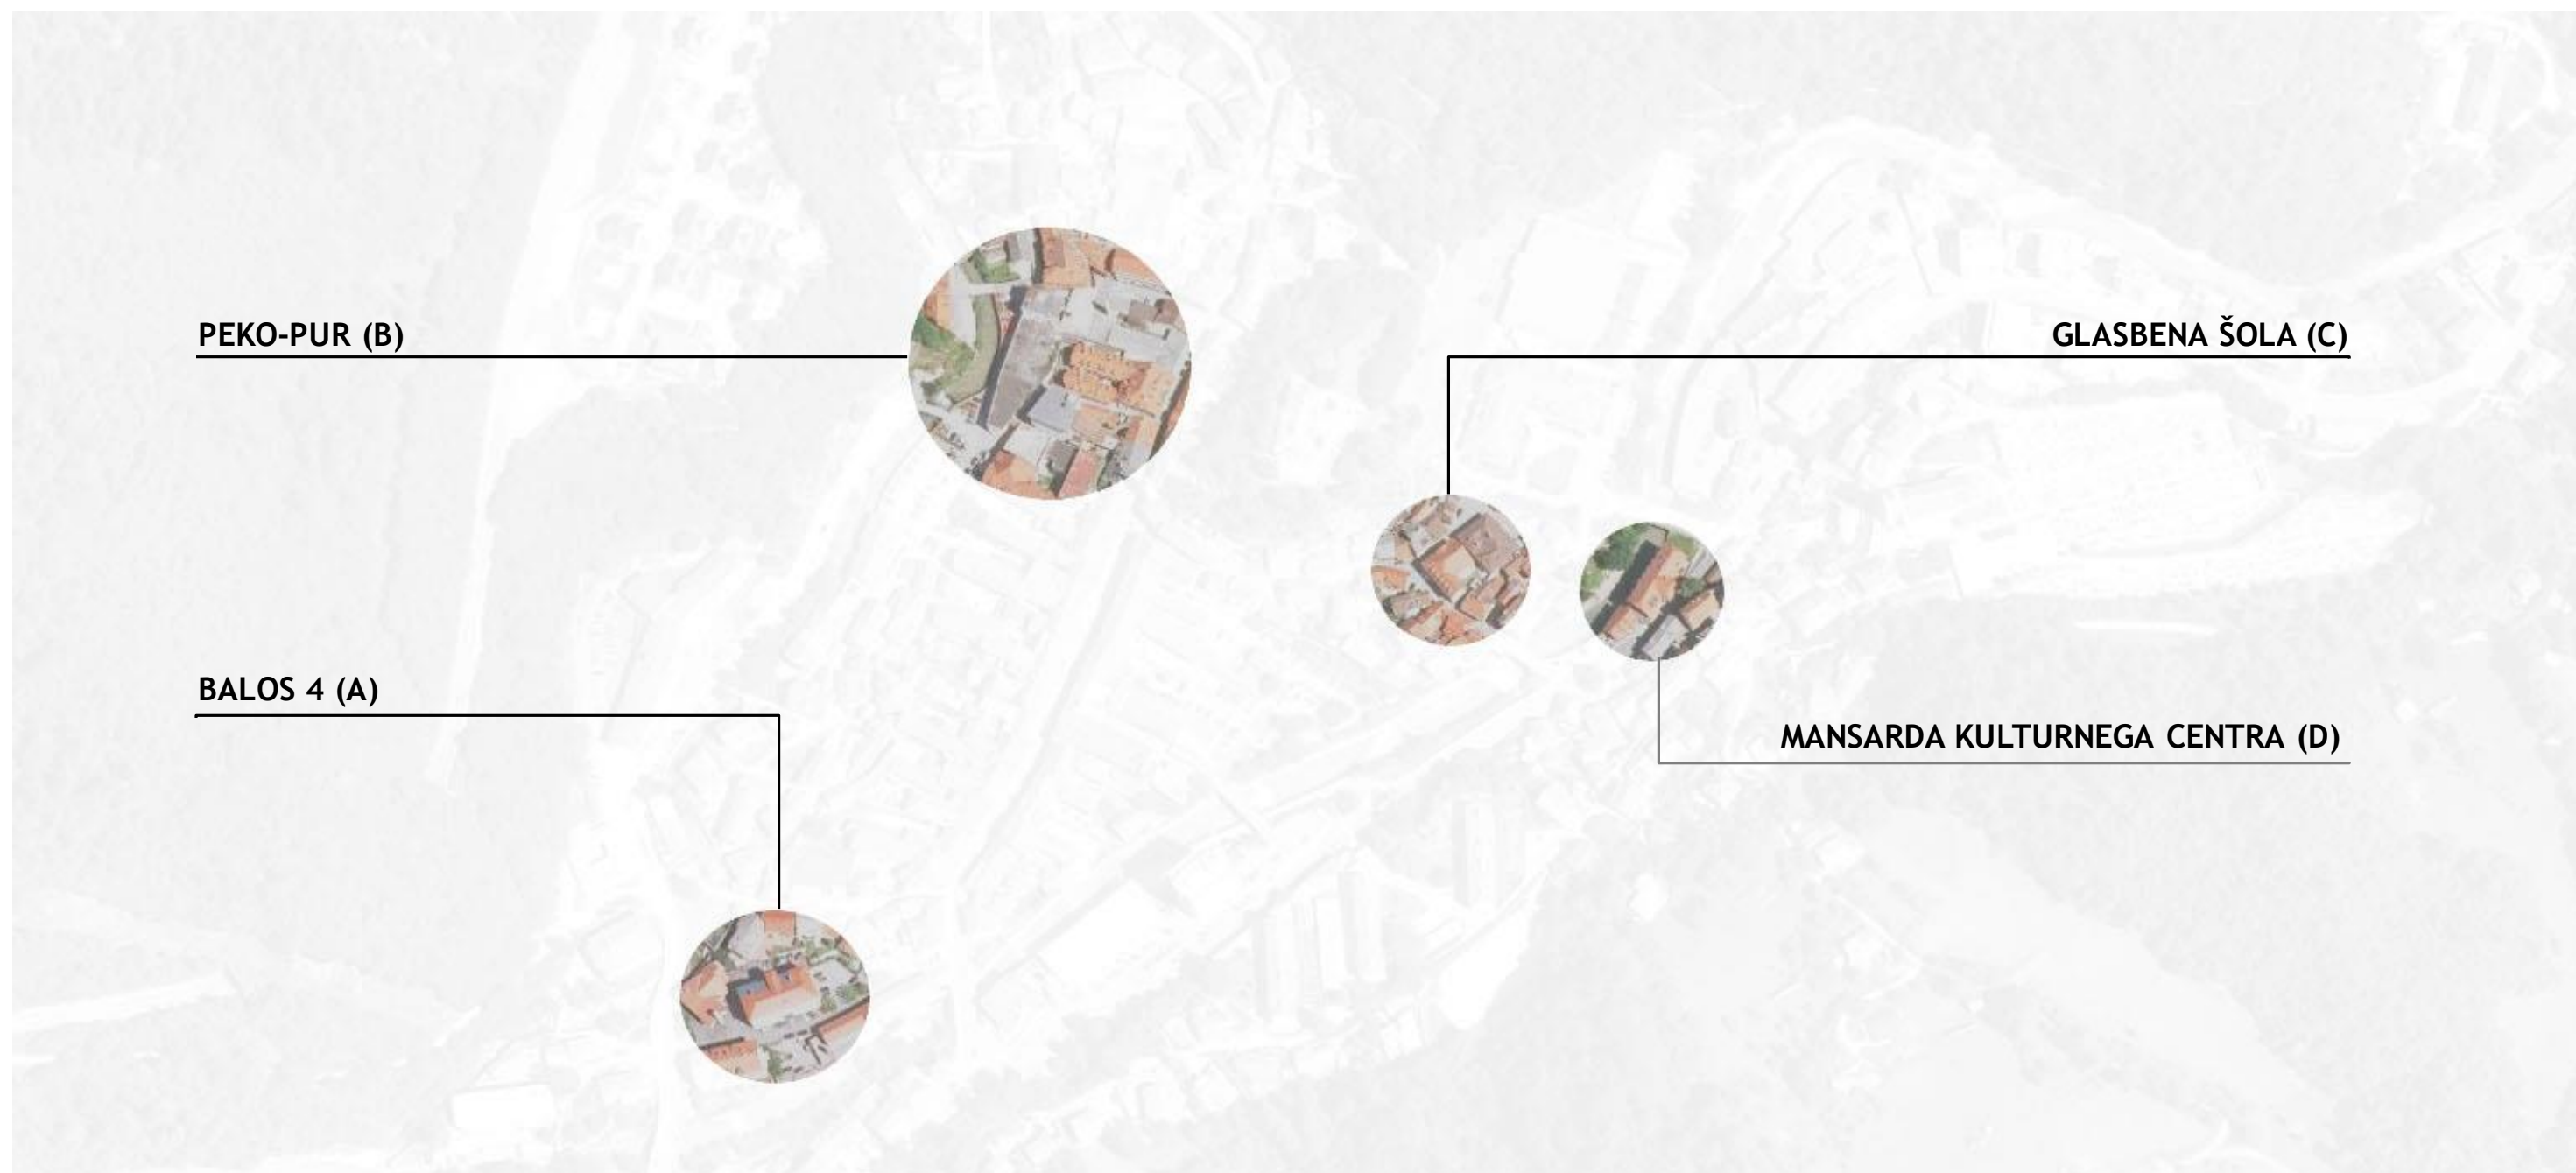 PEKO-PUR (B)
GLASBENA ŠOLA (C)
BALOS 4 (A)
MANSARDA KULTURNEGA CENTRA (D)